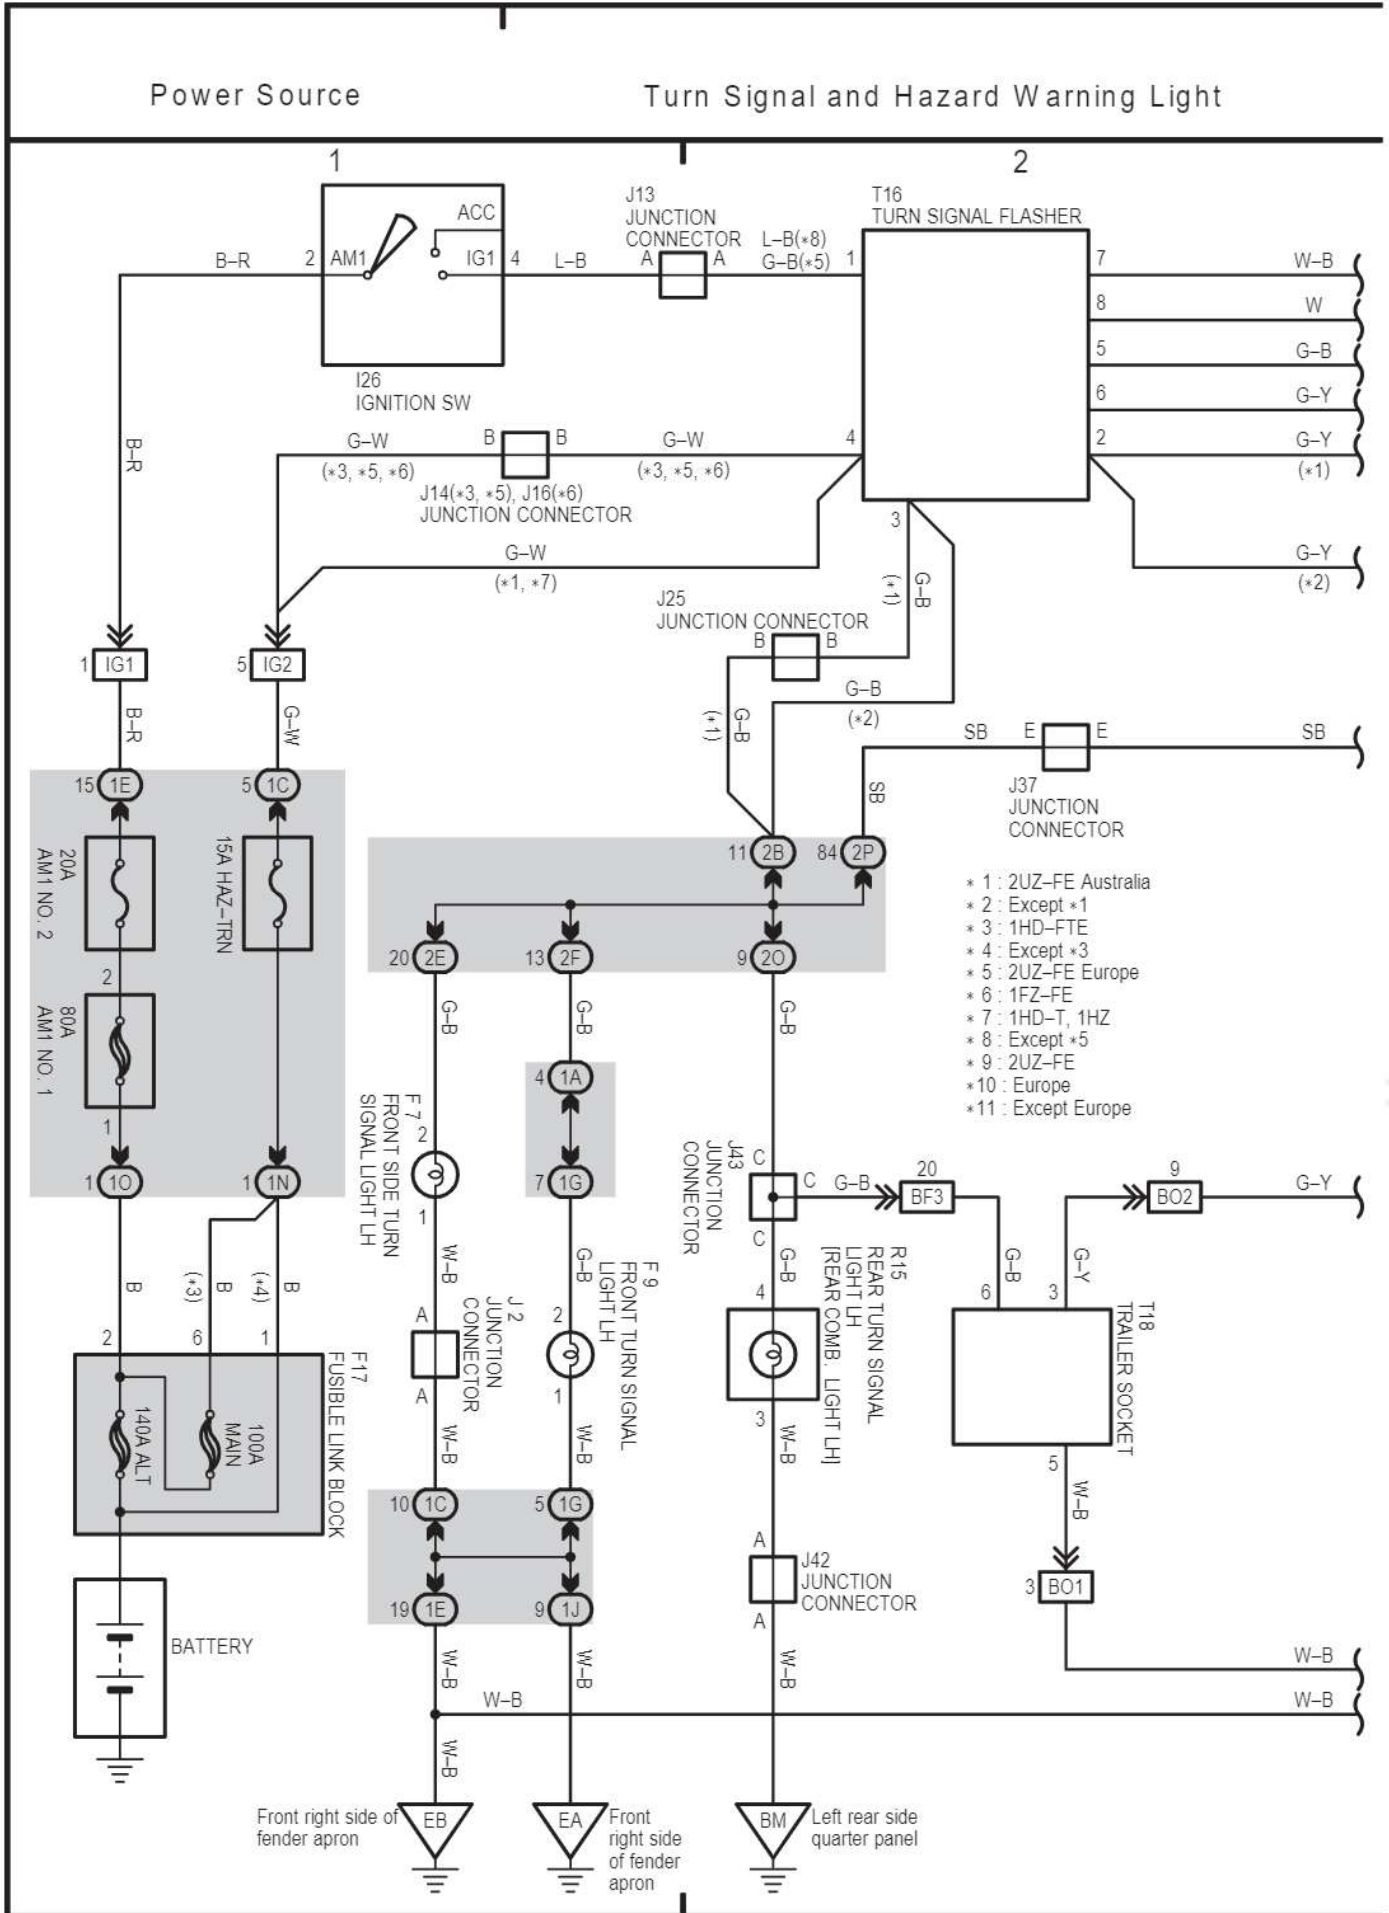 Power Source
Turn Signal and Hazard Warning Light
1
2
J13
JUNCTION
CONNECTOR
T16
TURN SIGNAL FLASHER
ACC
B–R
2
AM1
IG1
4
L–B
A
A
L–B(*8)
G–B(*5)
1
7
W–B
8
W
5
G–B
6
G–Y
2
G–Y
(*1)
I26
IGNITION SW
B–R
G–W
(*3, *5, *6)
B
B
G–W
(*3, *5, *6)
4
J14(*3, *5), J16(*6)
JUNCTION CONNECTOR
3
G–W
(*1, *7)
G–Y
(*2)
(*1)
G–B
J25
JUNCTION CONNECTOR
B
B
1
IG1
5
IG2
G–B
(*2)
B–R
G–W
(*1)
G–B
SB
E
E
SB
J37
JUNCTION
CONNECTOR
15
1E
5
1C
SB
20A
AM1 NO. 2
15A HAZ–TRN
11
2B
84
2P
* 1 : 2UZ–FE Australia
* 2 : Except *1
* 3 : 1HD–FTE
* 4 : Except *3
* 5 : 2UZ–FE Europe
* 6 : 1FZ–FE
* 7 : 1HD–T, 1HZ
* 8 : Except *5
* 9 : 2UZ–FE
*10 : Europe
*11 : Except Europe
20
2E
13
2F
9
2O
2
80A
AM1 NO. 1
1
G–B
G–B
G–B
4
1A
7
1G
1
1O
1
1N
F 7
FRONT SIDE TURN
SIGNAL LIGHT LH
2
1
J43
JUNCTION
CONNECTOR
C
C
C
G–B
20
BF3
9
BO2
G–Y
B
B
(*3)
B
(*4)
W–B
G–B
G–B
G–B
G–Y
2
6
1
F17
FUSIBLE LINK BLOCK
140A ALT
100A
MAIN
A
A
J 2
JUNCTION
CONNECTOR
F 9
FRONT TURN SIGNAL
LIGHT LH
2
1
R15
REAR TURN SIGNAL
LIGHT LH
[REAR COMB. LIGHT LH]
4
3
6
3
T18
TRAILER SOCKET
5
W–B
W–B
W–B
W–B
10
1C
5
1G
A
A
J42
JUNCTION
CONNECTOR
3
BO1
19
1E
9
1J
BATTERY
W–B
W–B
W–B
W–B
W–B
W–B
W–B
Front right side of
fender apron
EB
EA
Front
right side
of fender
apron
BM
Left rear side
quarter panel